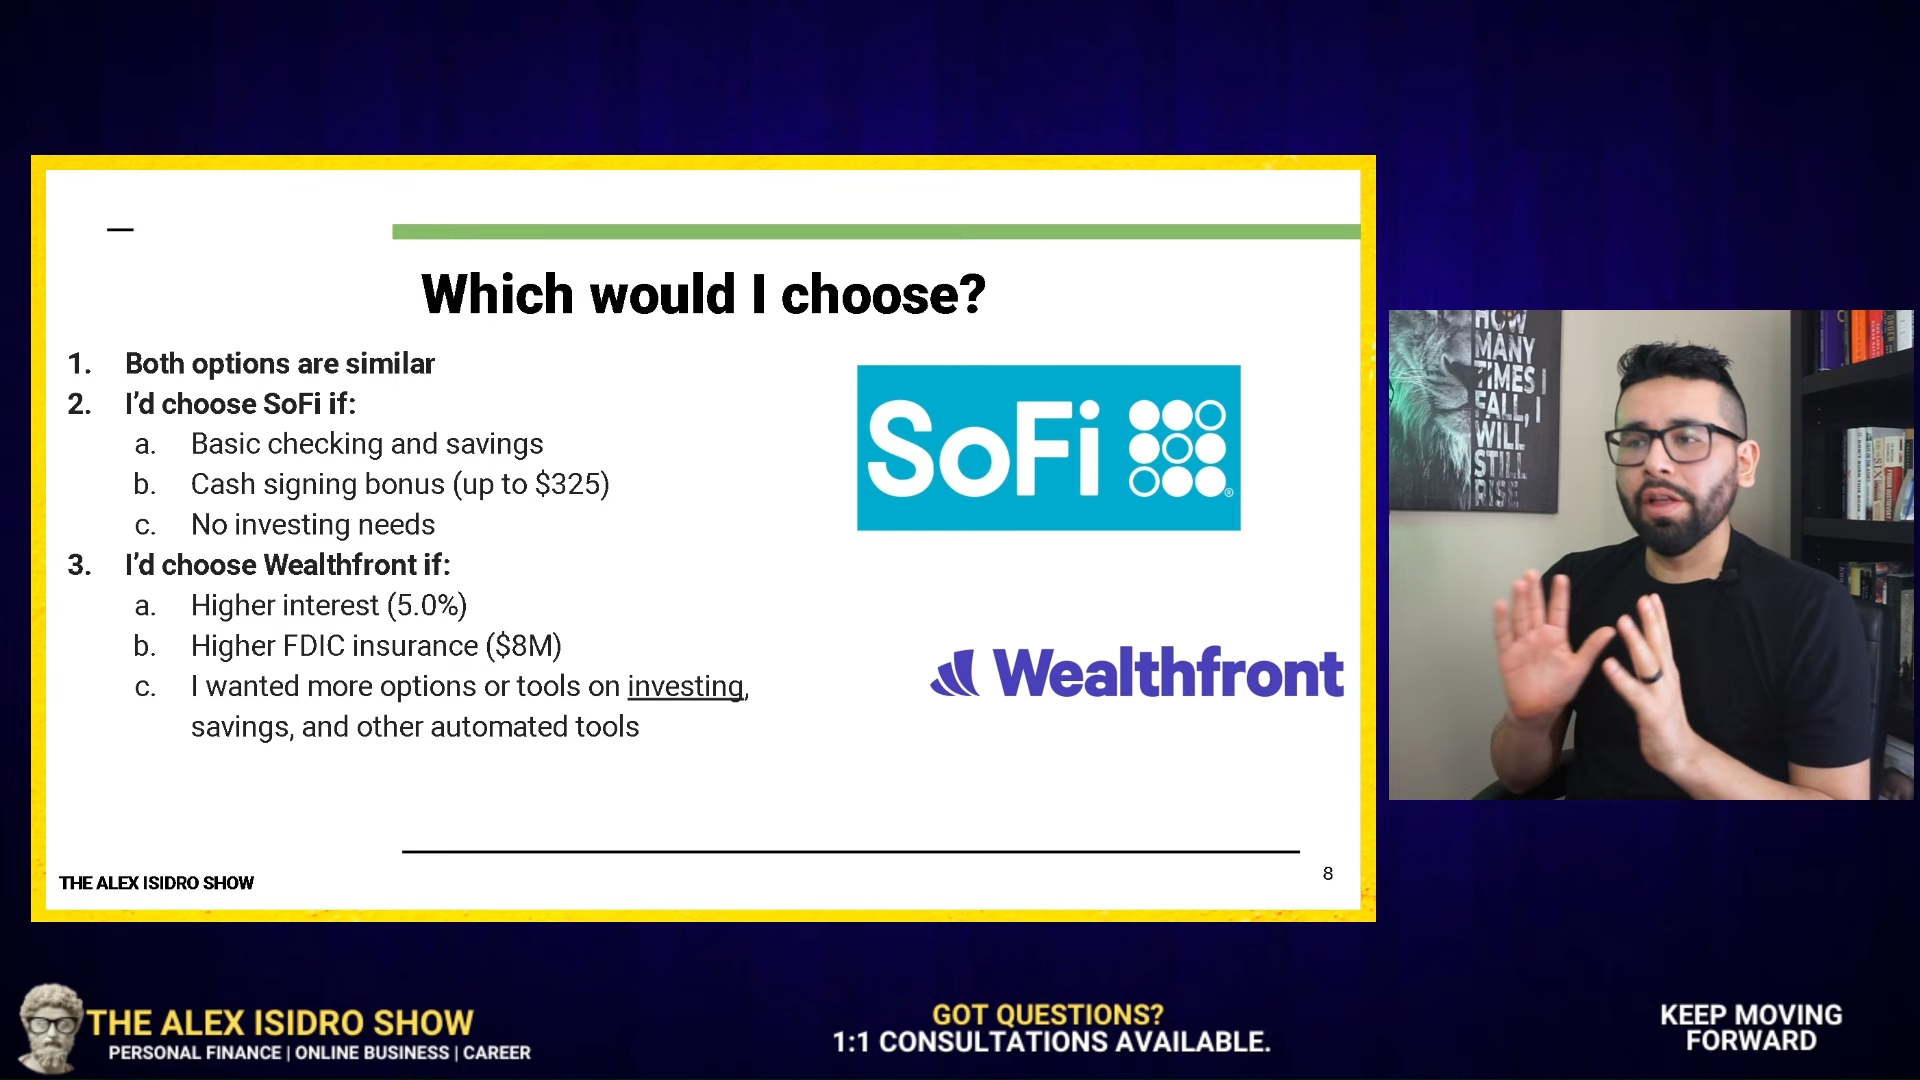 Which would I choose?
1. Both options are similar
2. I'd choose SoFi if:
a. Basic checking and savings
b. Cash signing bonus (up to $325)
c. No investing needs
3. I'd choose Wealthfront if:
a. Higher interest (5.0%)
b. Higher FDIC insurance ($8M)
c. I wanted more options or tools on investing,
savings, and other automated tools
SoFi
Wealthfront
THE ALEX ISIDRO SHOW
8
HOW
MANY
TIMES I
FALL, I
WILL
STILL
RISE
THE ALEX ISIDRO SHOW
PERSONAL FINANCE | ONLINE BUSINESS | CAREER
GOT QUESTIONS?
1:1 CONSULTATIONS AVAILABLE.
KEEP MOVING
FORWARD